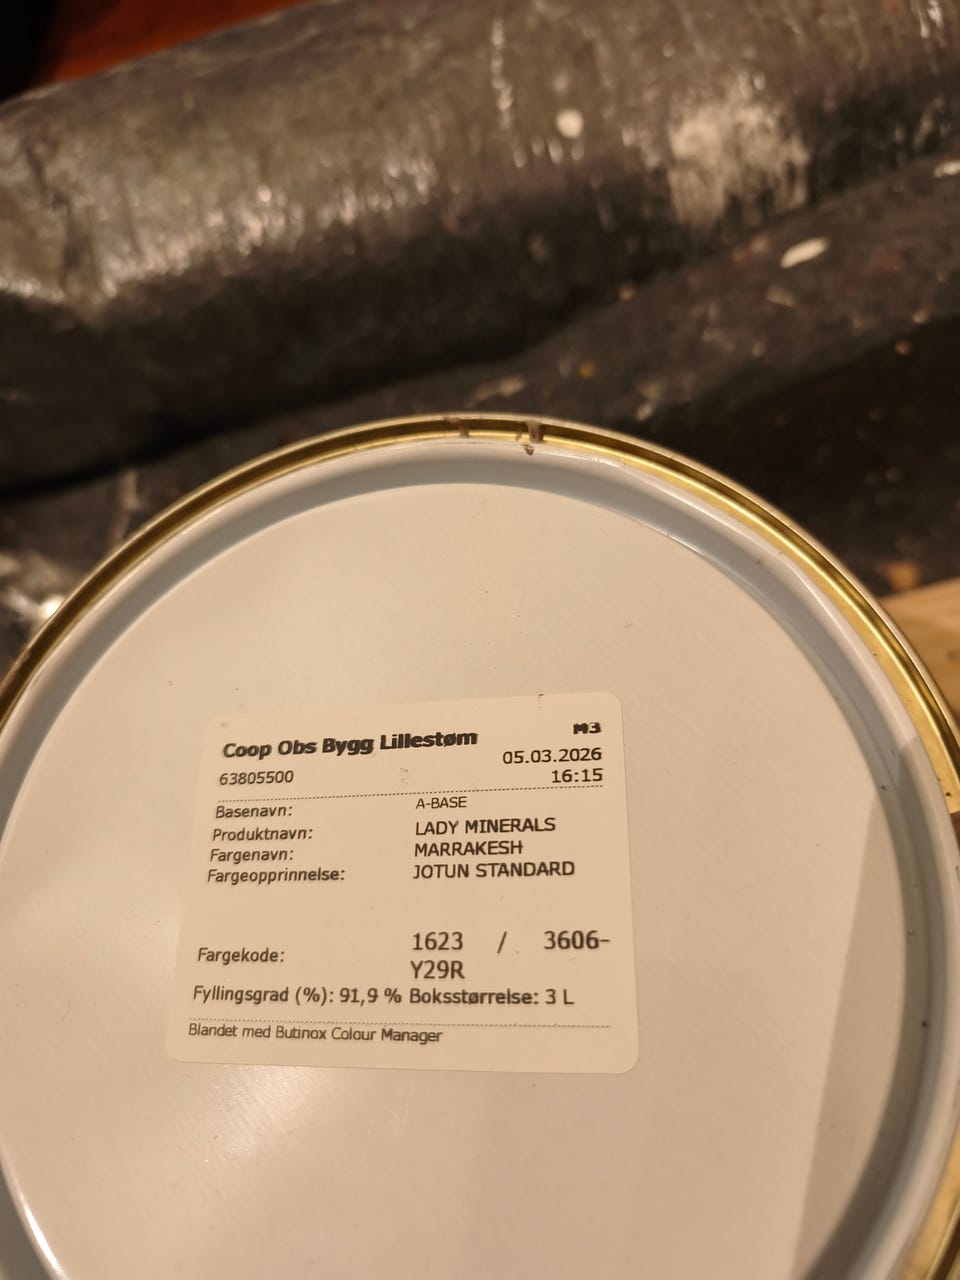 Coop Obs Bygg Lillestøm
M3
63805500
05.03.2026
16:15
Basenavn: A-BASE
Produktnavn: LADY MINERALS
Fargenavn: MARRAKESH
Fargeopprinnelse: JOTUN STANDARD
Fargekode: 1623 / 3606-
Y29R
Fyllingsgrad (%): 91,9 % Boksstørrelse: 3 L
Blandet med Butinox Colour Manager